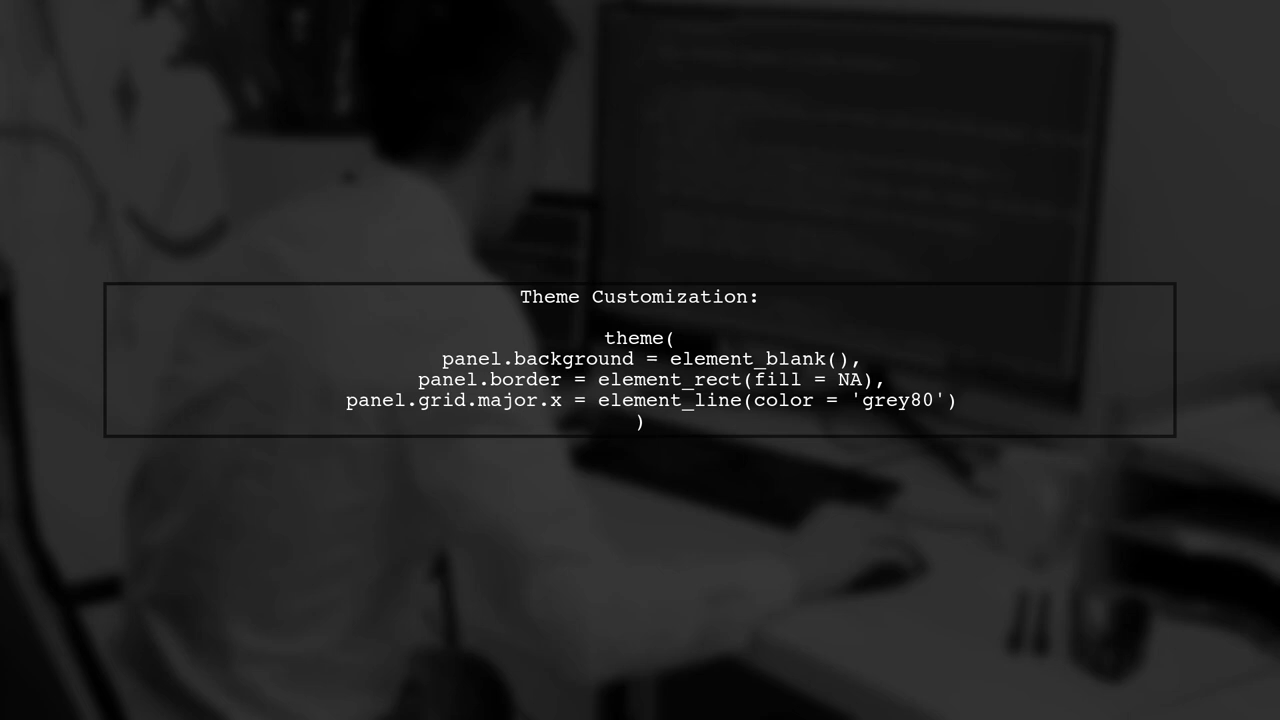 Theme Customization:
theme(
panel.background = element_blank(),
panel.border = element_rect(fill = NA),
panel.grid.major.x = element_line(color = 'grey80')
)